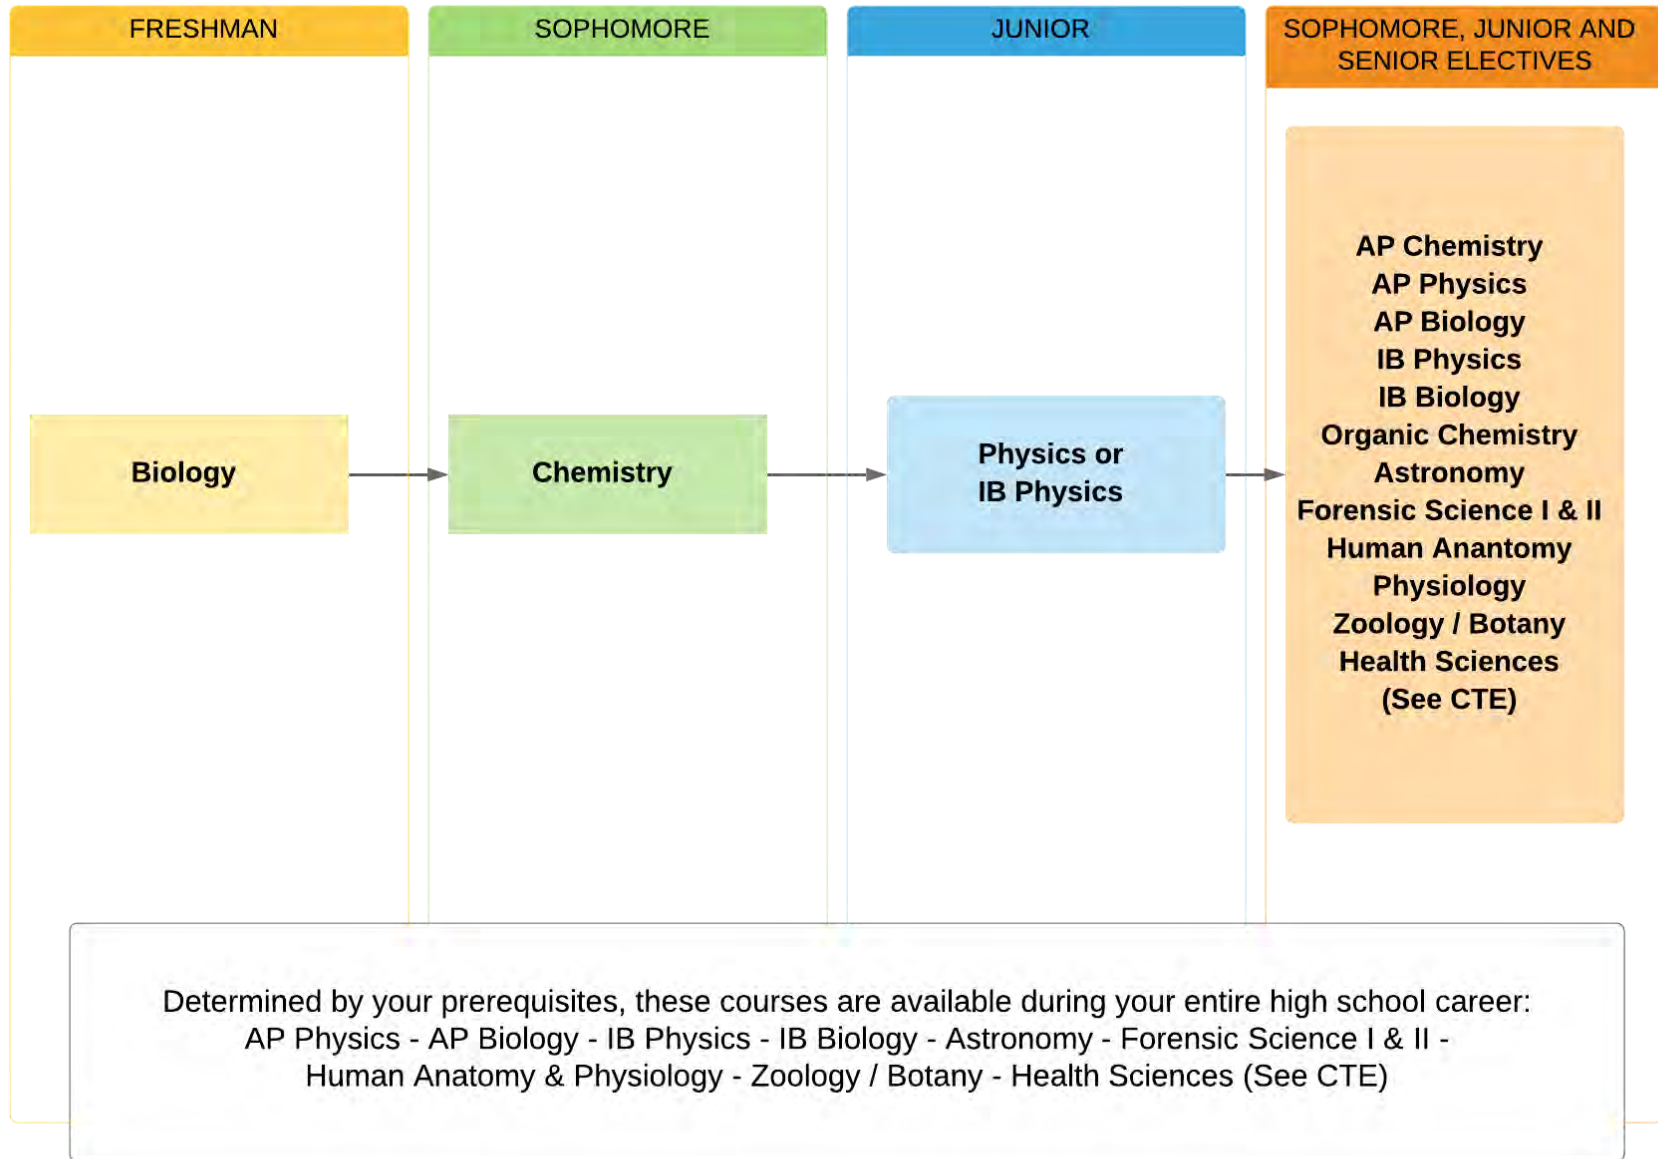 FRESHMAN
SOPHOMORE
JUNIOR
SOPHOMORE, JUNIOR AND
SENIOR ELECTIVES
Biology
Chemistry
Physics or
IB Physics
AP Chemistry
AP Physics
AP Biology
IB Physics
IB Biology
Organic Chemistry
Astronomy
Forensic Science I & II
Human Anantomy
Physiology
Zoology / Botany
Health Sciences
(See CTE)
Determined by your prerequisites, these courses are available during your entire high school career:
AP Physics - AP Biology - IB Physics - IB Biology - Astronomy - Forensic Science I & II -
Human Anatomy & Physiology - Zoology / Botany - Health Sciences (See CTE)